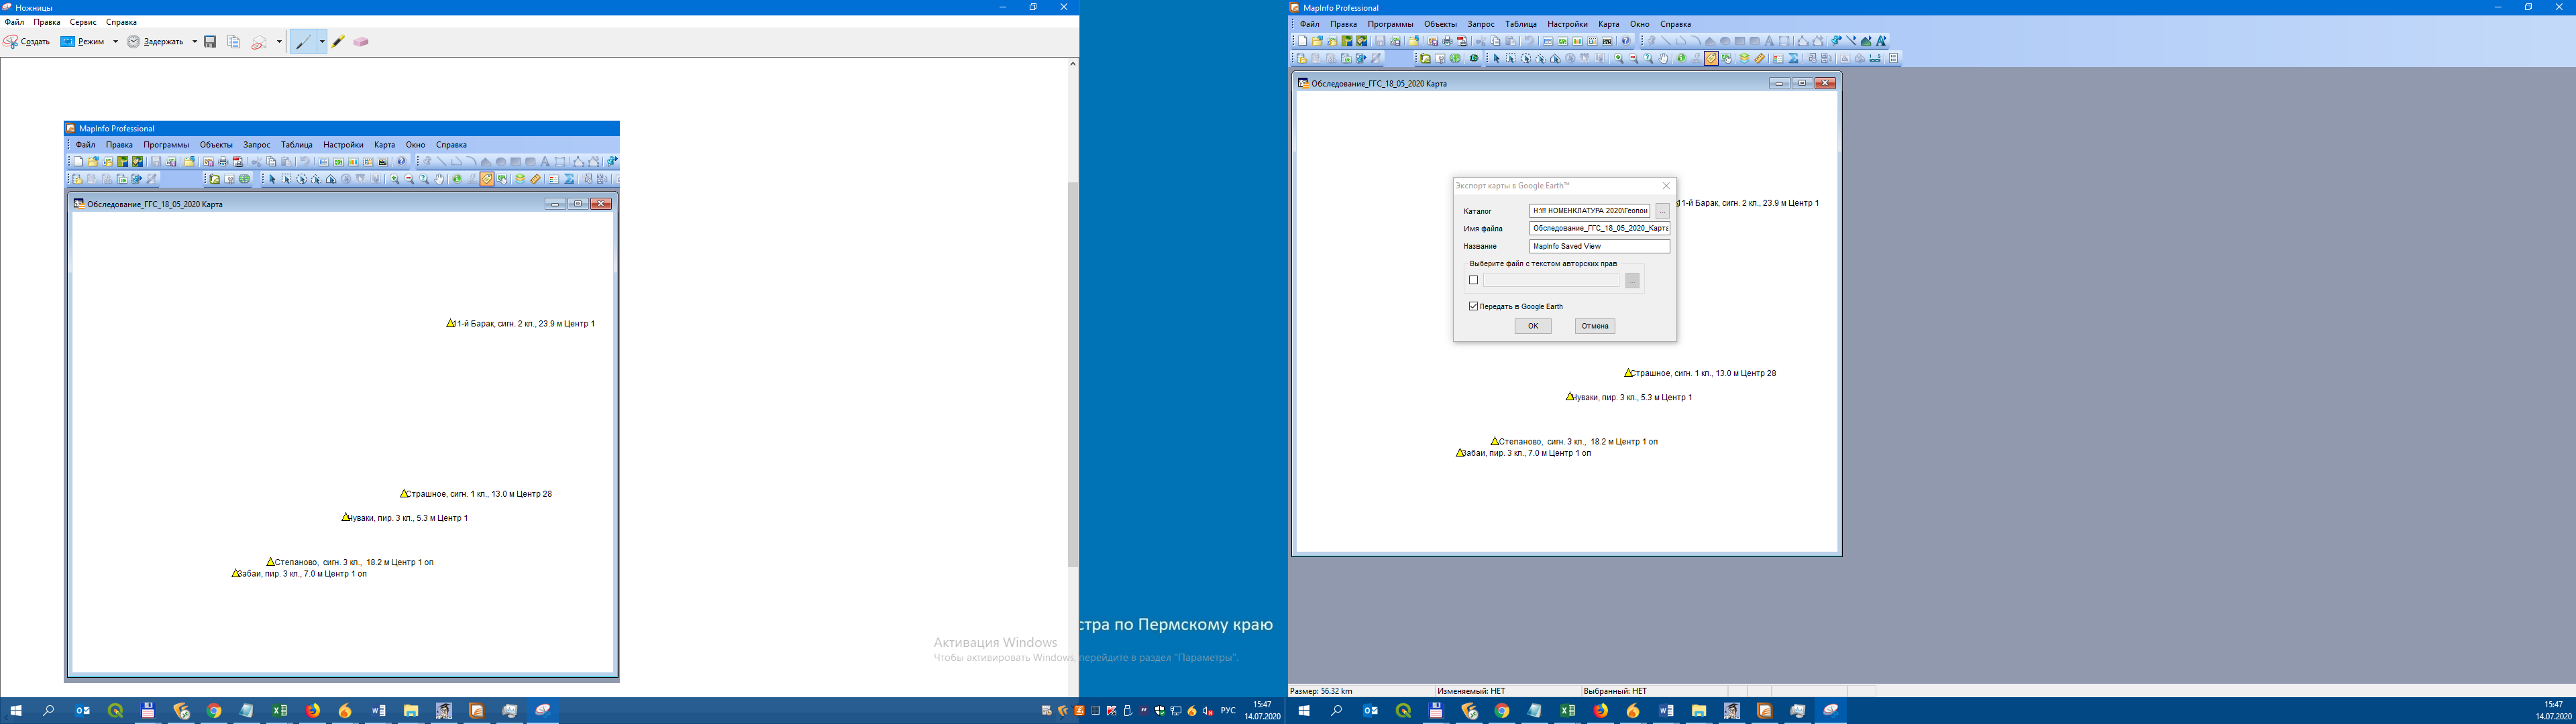 Ножницы
Файл Правка Сервис Справка
Создать Режим Задержать
MapInfo Professional
Файл Правка Программы Объекты Запрос Таблица Настройки Карта Окно Справка
Обследование_ГГС_18_05_2020 Карта
11-й Барак, сигн. 2 кл., 23.9 м Центр 1
Страшное, сигн. 1 кл., 13.0 м Центр 28
Чуваки, пир. 3 кл., 5.3 м Центр 1
Степаново, сигн. 3 кл., 18.2 м Центр 1 оп
Забаи, пир. 3 кл., 7.0 м Центр 1 оп
стра по Пермскому краю
Активация Windows
Чтобы активировать Windows, перейдите в раздел "Параметры".
РУС
15:47
14.07.2020
MapInfo Professional
Файл Правка Программы Объекты Запрос Таблица Настройки Карта Окно Справка
Обследование_ГГС_18_05_2020 Карта
Экспорт карты в Google Earth™
Каталог H:\!!! НОМЕНКЛАТУРА 2020\Геопои ...
Имя файла Обследование_ГГС_18_05_2020_Карта
Название MapInfo Saved View
Выберите файл с текстом авторских прав
...
Передать в Google Earth
OK Отмена
11-й Барак, сигн. 2 кл., 23.9 м Центр 1
Страшное, сигн. 1 кл., 13.0 м Центр 28
Чуваки, пир. 3 кл., 5.3 м Центр 1
Степаново, сигн. 3 кл., 18.2 м Центр 1 оп
Забаи, пир. 3 кл., 7.0 м Центр 1 оп
Размер: 56.32 km Изменяемый: НЕТ Выбранный: НЕТ
15:47
14.07.2020